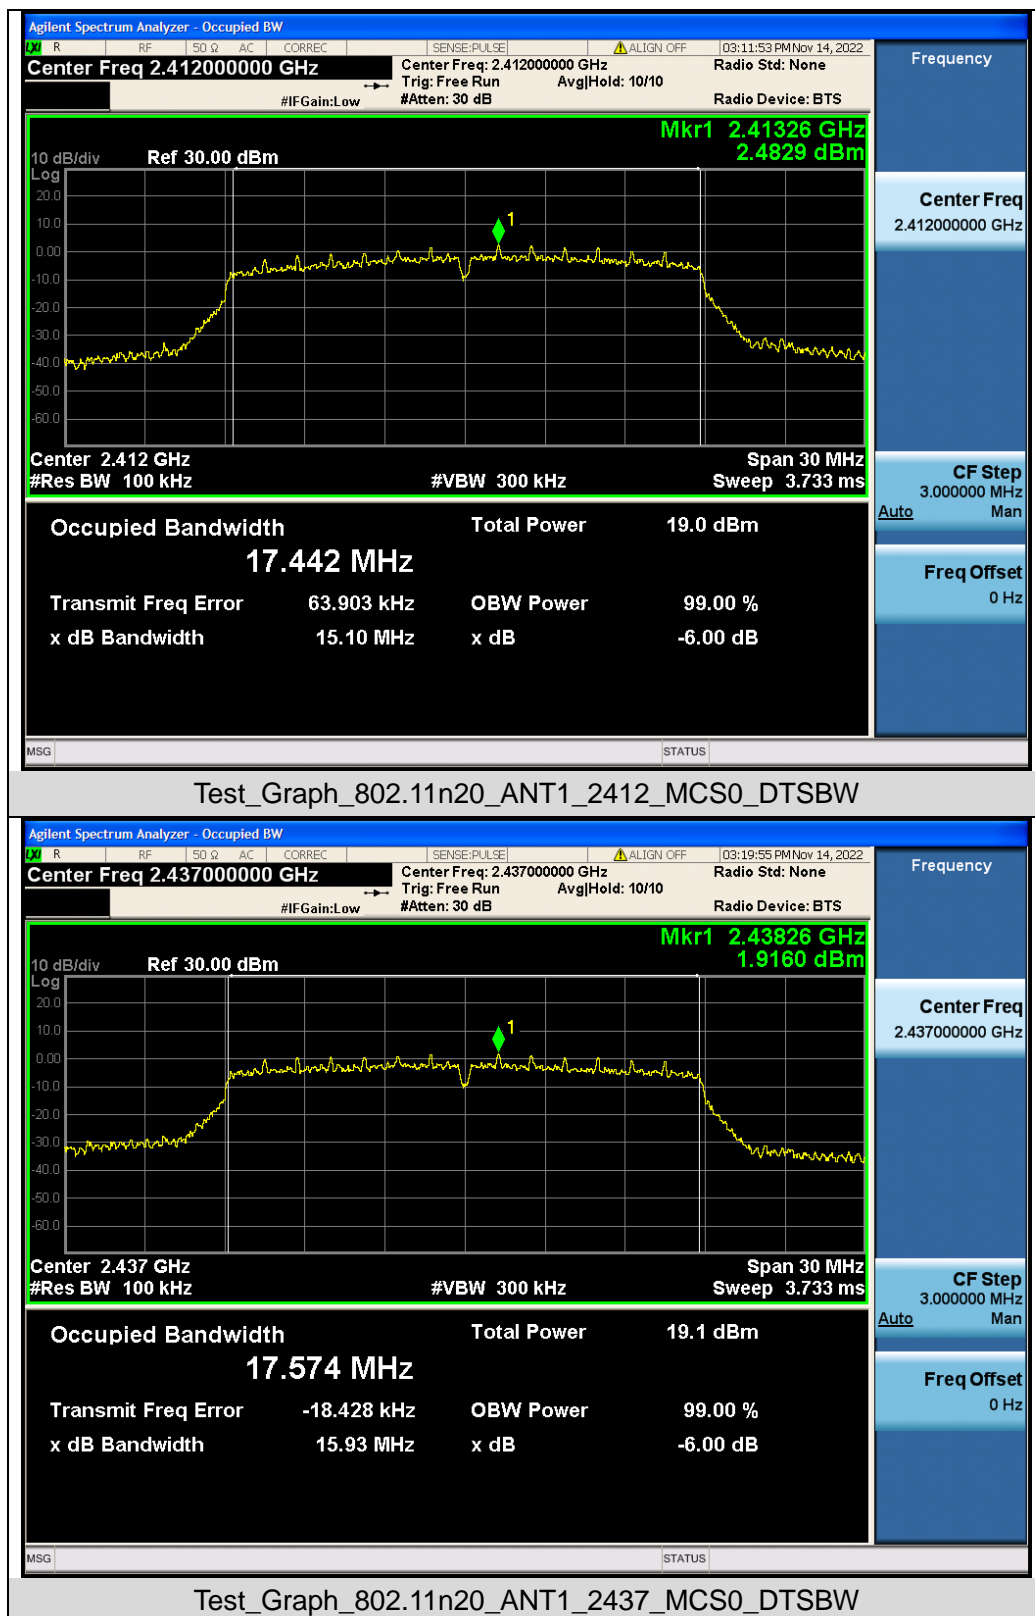 Agilent Spectrum Analyzer - Occupied BW
LXI R RF 50 Ω AC CORREC SENSE:PULSE ALIGN OFF 03:11:53 PM Nov 14, 2022
Center Freq 2.412000000 GHz
Center Freq: 2.412000000 GHz
Radio Std: None
Trig: Free Run Avg|Hold: 10/10
#IFGain:Low
#Atten: 30 dB
Radio Device: BTS
Mkr1 2.41326 GHz
2.4829 dBm
10 dB/div Ref 30.00 dBm
Log
20.0
10.0
0.00
-10.0
-20.0
-30.0
-40.0
-50.0
-60.0
1
Center 2.412 GHz Span 30 MHz
#Res BW 100 kHz #VBW 300 kHz Sweep 3.733 ms
Occupied Bandwidth Total Power 19.0 dBm
17.442 MHz
Transmit Freq Error 63.903 kHz OBW Power 99.00 %
x dB Bandwidth 15.10 MHz x dB -6.00 dB
MSG STATUS
Frequency
Center Freq
2.412000000 GHz
CF Step
3.000000 MHz
Auto Man
Freq Offset
0 Hz
Test_Graph_802.11n20_ANT1_2412_MCS0_DTSBW
Agilent Spectrum Analyzer - Occupied BW
LXI R RF 50 Ω AC CORREC SENSE:PULSE ALIGN OFF 03:19:55 PM Nov 14, 2022
Center Freq 2.437000000 GHz
Center Freq: 2.437000000 GHz
Radio Std: None
Trig: Free Run Avg|Hold: 10/10
#IFGain:Low
#Atten: 30 dB
Radio Device: BTS
Mkr1 2.43826 GHz
1.9160 dBm
10 dB/div Ref 30.00 dBm
Log
20.0
10.0
0.00
-10.0
-20.0
-30.0
-40.0
-50.0
-60.0
1
Center 2.437 GHz Span 30 MHz
#Res BW 100 kHz #VBW 300 kHz Sweep 3.733 ms
Occupied Bandwidth Total Power 19.1 dBm
17.574 MHz
Transmit Freq Error -18.428 kHz OBW Power 99.00 %
x dB Bandwidth 15.93 MHz x dB -6.00 dB
MSG STATUS
Frequency
Center Freq
2.437000000 GHz
CF Step
3.000000 MHz
Auto Man
Freq Offset
0 Hz
Test_Graph_802.11n20_ANT1_2437_MCS0_DTSBW